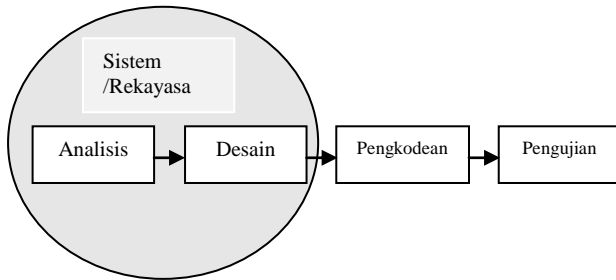 Sistem
/Rekayasa
Analisis
Desain
Pengkodean
Pengujian